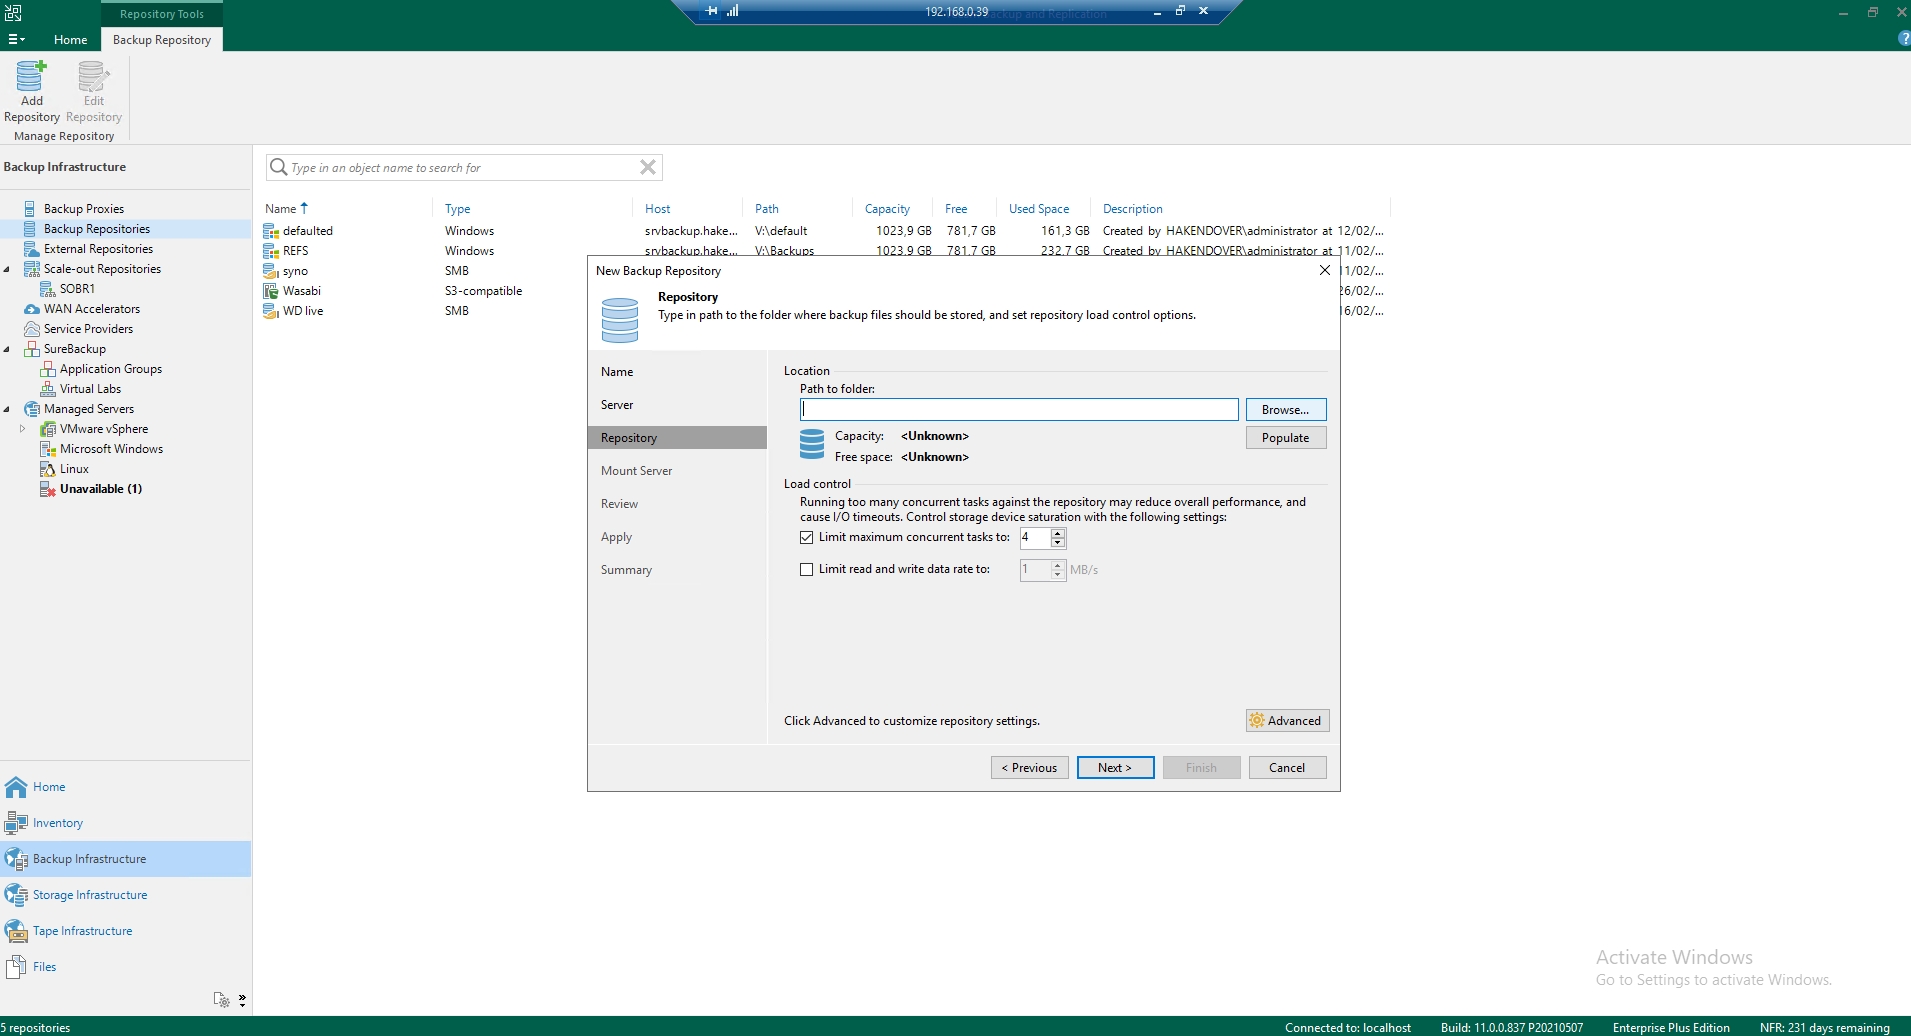 Repository Tools
192.168.0.39
ackup and Replication
Home
Backup Repository
Add Repository
Edit Repository
Manage Repository
Backup Infrastructure
Type in an object name to search for
Backup Proxies
Backup Repositories
External Repositories
Scale-out Repositories
SOBR1
WAN Accelerators
Service Providers
SureBackup
Application Groups
Virtual Labs
Managed Servers
VMware vSphere
Microsoft Windows
Linux
Unavailable (1)
Name Type Host Path Capacity Free Used Space Description
defaulted Windows srvbackup.hake... V:\default 1023,9 GB 781,7 GB 161,3 GB Created by HAKENDOVER\administrator at 12/02/...
REFS Windows srvbackup.hake... V:\Backups 1023,9 GB 781,7 GB 232,7 GB Created by HAKENDOVER\administrator at 11/02/...
syno SMB 11/02/...
Wasabi S3-compatible 26/02/...
WD live SMB 16/02/...
New Backup Repository
Repository
Type in path to the folder where backup files should be stored, and set repository load control options.
Name
Server
Repository
Mount Server
Review
Apply
Summary
Location
Path to folder:
Browse...
Capacity: <Unknown>
Populate
Free space: <Unknown>
Load control
Running too many concurrent tasks against the repository may reduce overall performance, and
cause I/O timeouts. Control storage device saturation with the following settings:
Limit maximum concurrent tasks to: 4
Limit read and write data rate to: 1 MB/s
Click Advanced to customize repository settings.
Advanced
< Previous
Next >
Finish
Cancel
Home
Inventory
Backup Infrastructure
Storage Infrastructure
Tape Infrastructure
Files
Activate Windows
Go to Settings to activate Windows.
5 repositories
Connected to: localhost
Build: 11.0.0.837 P20210507
Enterprise Plus Edition
NFR: 231 days remaining